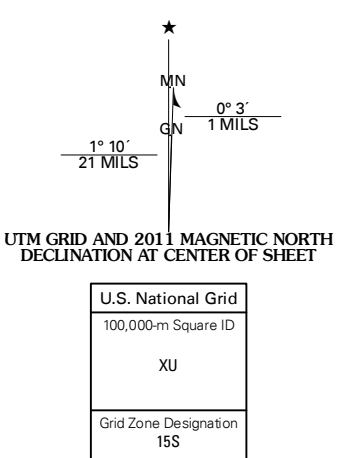 MN
0° 3´
1 MILS
GN
1° 10´
21 MILS
UTM GRID AND 2011 MAGNETIC NORTH
DECLINATION AT CENTER OF SHEET
U.S. National Grid
100,000-m Square ID
XU
Grid Zone Designation
15S